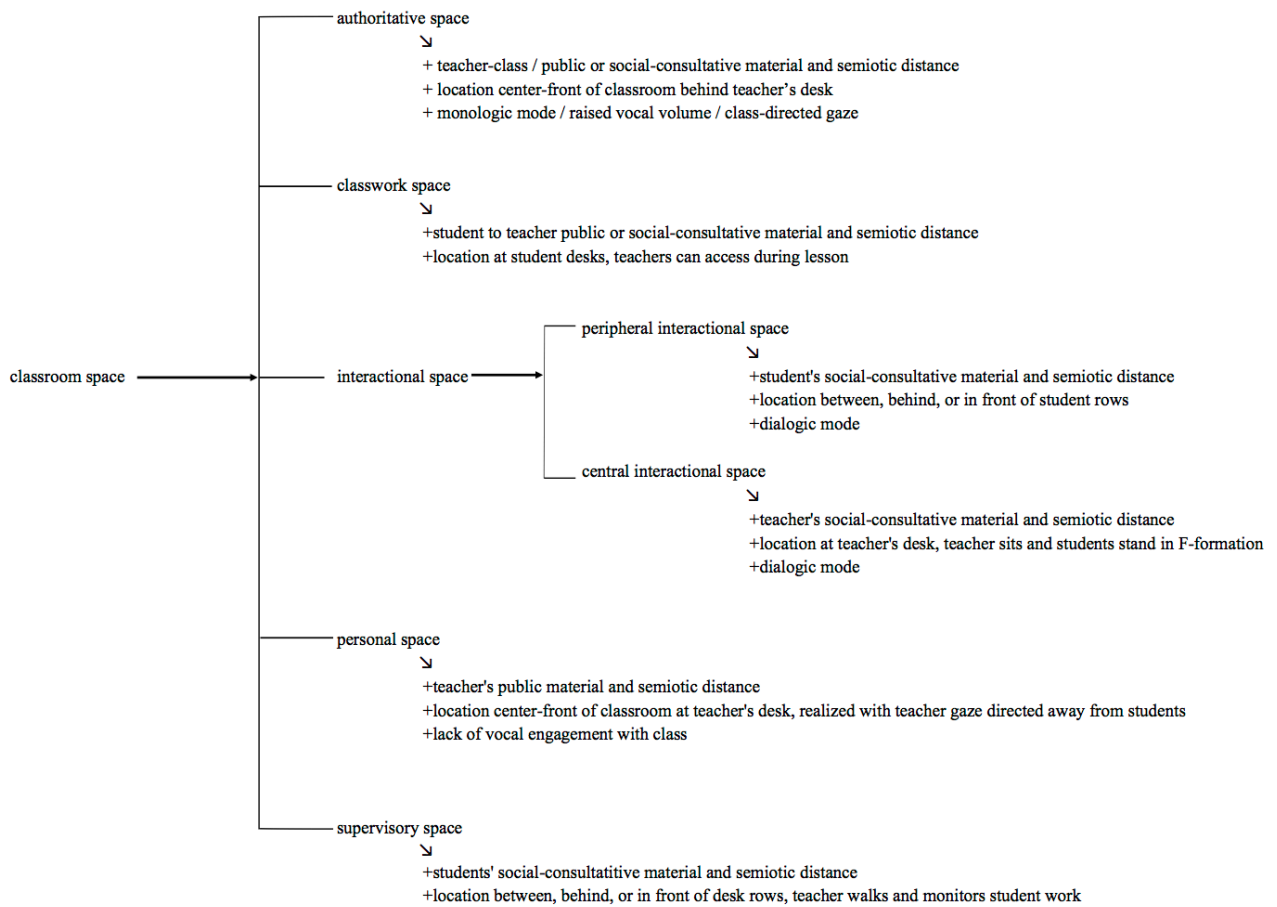 authoritative space
↘
+ teacher-class / public or social-consultative material and semiotic distance
+ location center-front of classroom behind teacher’s desk
+ monologic mode / raised vocal volume / class-directed gaze
classwork space
↘
+student to teacher public or social-consultative material and semiotic distance
+location at student desks, teachers can access during lesson
classroom space
interactional space
peripheral interactional space
↘
+student's social-consultative material and semiotic distance
+location between, behind, or in front of student rows
+dialogic mode
central interactional space
↘
+teacher's social-consultative material and semiotic distance
+location at teacher's desk, teacher sits and students stand in F-formation
+dialogic mode
personal space
↘
+teacher's public material and semiotic distance
+location center-front of classroom at teacher's desk, realized with teacher gaze directed away from students
+lack of vocal engagement with class
supervisory space
↘
+students' social-consultatitive material and semiotic distance
+location between, behind, or in front of desk rows, teacher walks and monitors student work